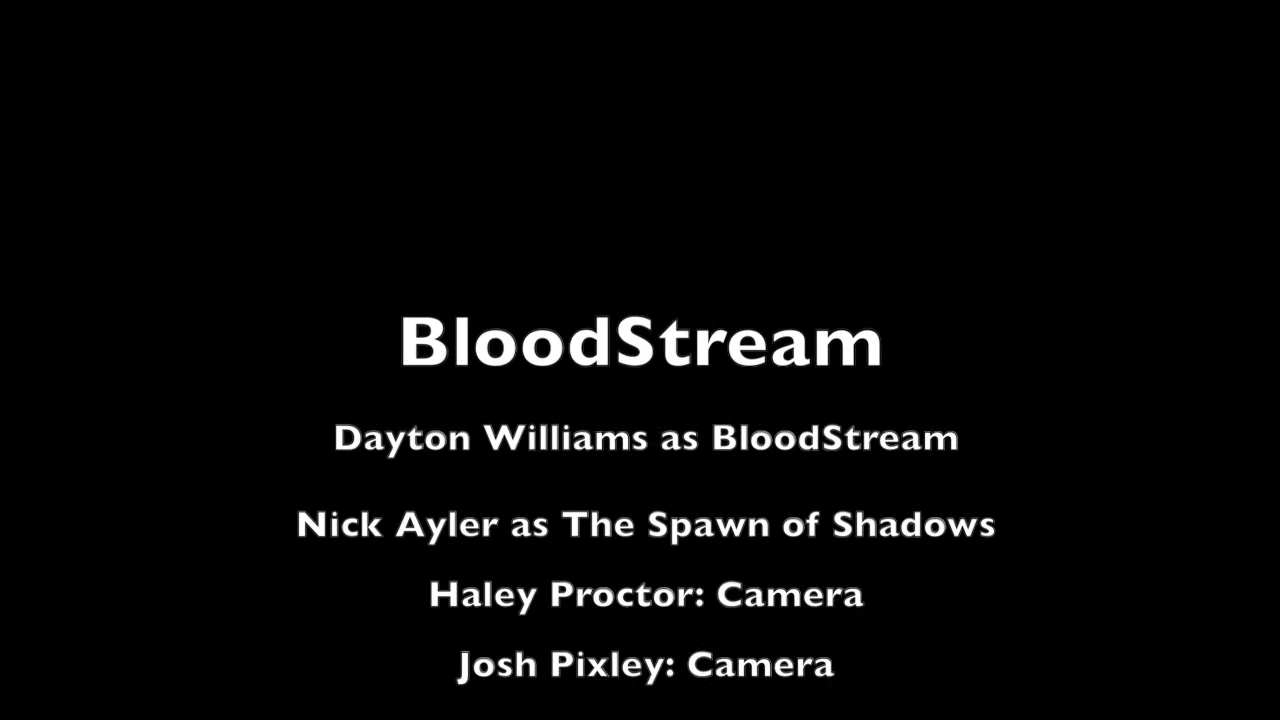 BloodStream
Dayton Williams as BloodStream
Nick Ayler as The Spawn of Shadows
Haley Proctor: Camera
Josh Pixley: Camera